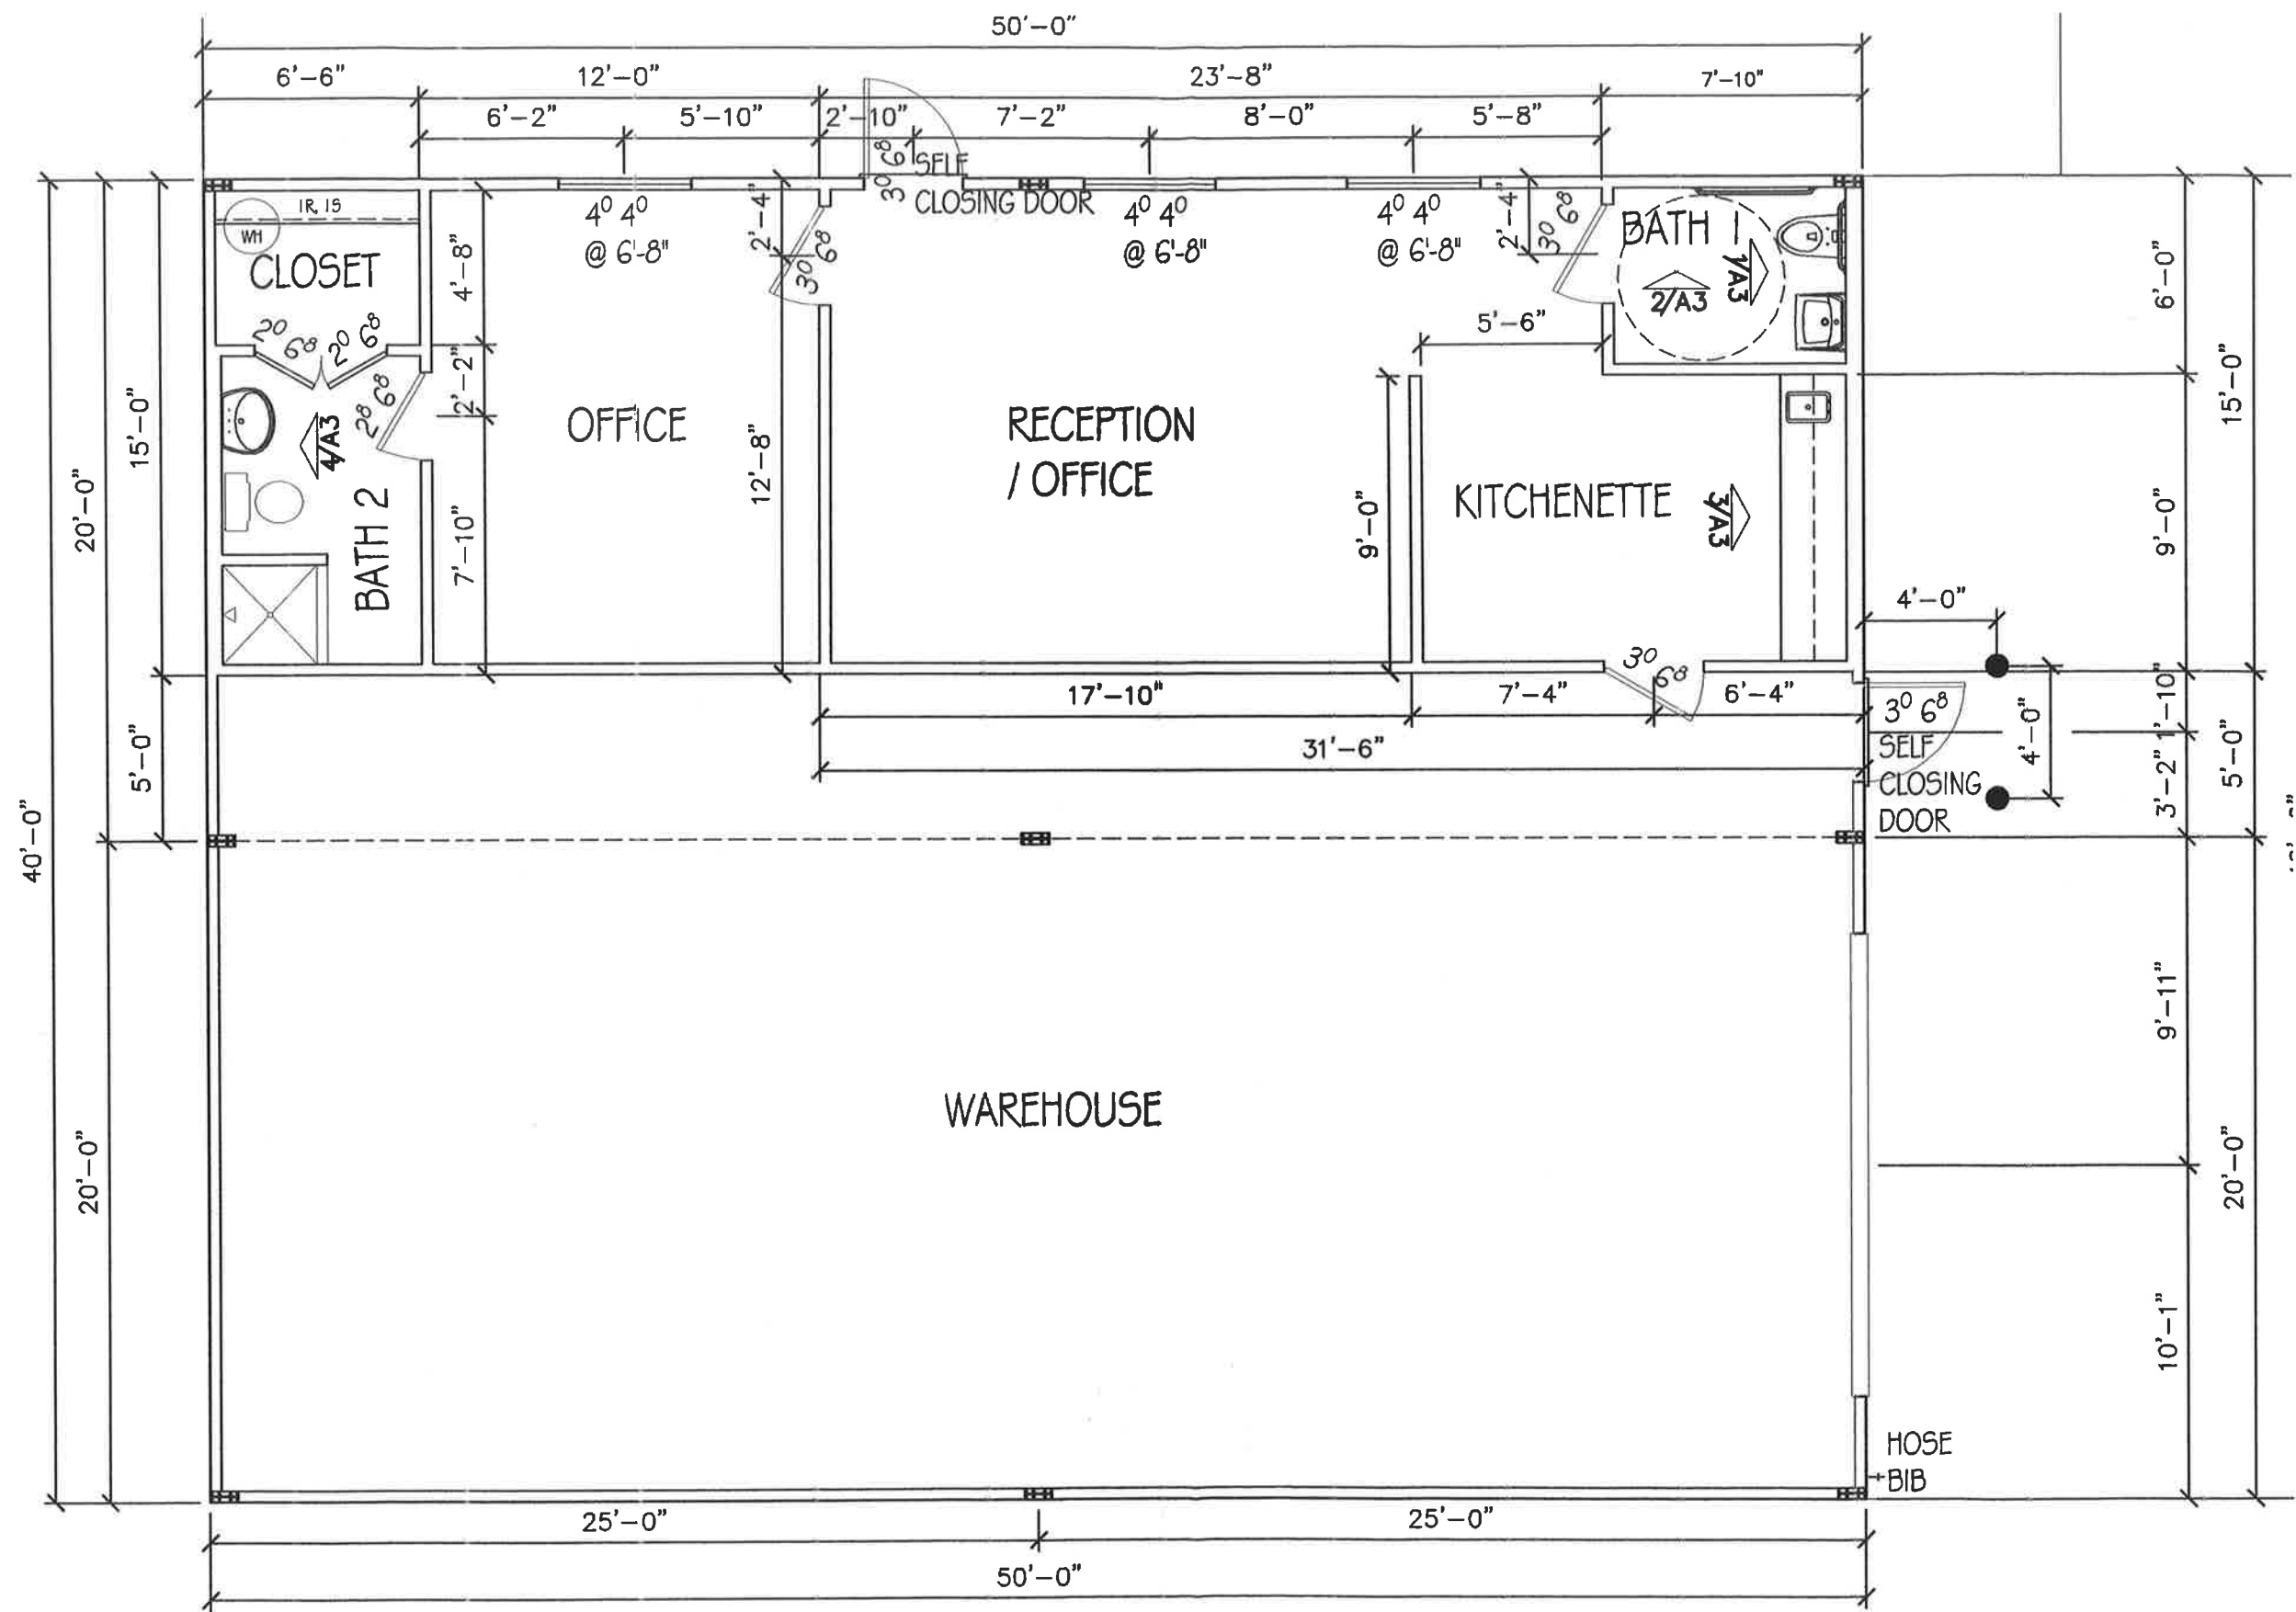 50'-0"
6'-6" 12'-0" 23'-8" 7'-10"
6'-2" 5'-10" 2'-10" 7'-2" 8'-0" 5'-8"
3⁰ 6⁸ SELF
CLOSING DOOR
1R, 1S
WH
CLOSET
2⁰ 6⁸ 2⁰ 6⁸
2⁸ 6⁸
4/A3
BATH 2
4'-8"
2'-2"
7'-10"
4⁰ 4⁰
@ 6'-8"
OFFICE
2'-4"
3⁰ 6⁸
12'-8"
4⁰ 4⁰
@ 6'-8"
RECEPTION
/ OFFICE
4⁰ 4⁰
@ 6'-8"
2'-4"
3⁰ 6⁸
BATH 1
1/A3
2/A3
5'-6"
9'-0"
KITCHENETTE
3/A3
3⁰ 6⁸
17'-10" 7'-4" 6'-4"
31'-6"
3⁰ 6⁸
SELF
CLOSING
DOOR
4'-0"
4'-0"
6'-0"
9'-0"
1'-10"
3'-2"
9'-11"
10'-1"
15'-0"
5'-0"
20'-0"
15'-0"
5'-0"
20'-0"
20'-0"
40'-0"
WAREHOUSE
HOSE
BIB
25'-0" 25'-0"
50'-0"